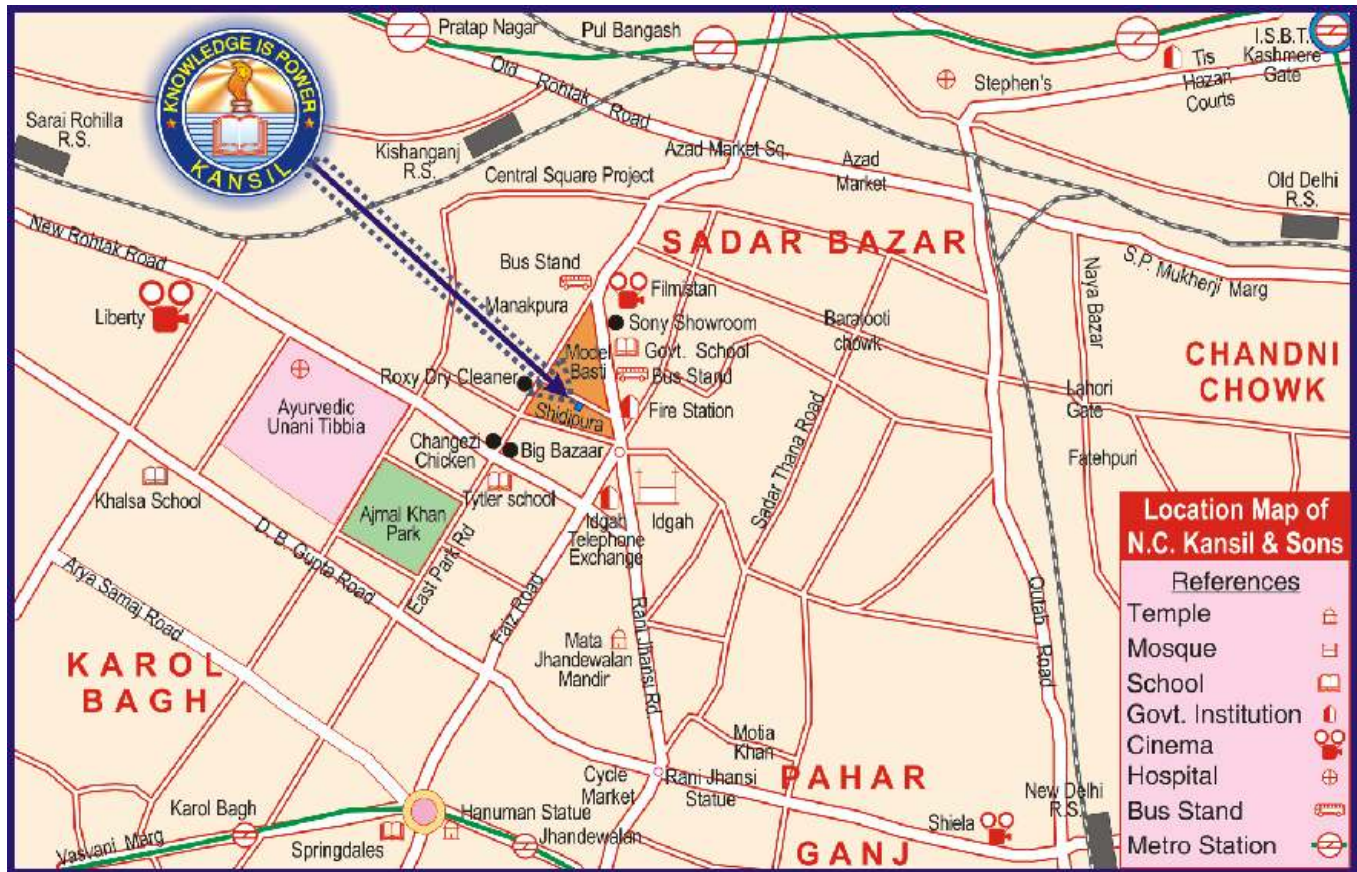 Pratap Nagar
Pul Bangash
I.S.B.T.
Kashmere
Gate
Tis
Hazari
Courts
Stephen's
KNOWLEDGE IS POWER
KANSIL
Old Rohtak Road
Sarai Rohilla
R.S.
Kishanganj
R.S.
Azad Market Sq.
Azad
Market
Central Square Project
Old Delhi
R.S.
New Rohtak Road
SADAR BAZAR
S.P. Mukherji Marg
Naya Bazar
Bus Stand
Manakpura
Filmistan
Liberty
Sony Showroom
Baratooti
chowk
Model
Basti
Govt. School
CHANDNI
CHOWK
Roxy Dry Cleaner
Bus Stand
Lahori
Gate
Shidipura
Fire Station
Ayurvedic
Unani Tibbia
Changezi
Chicken
Big Bazaar
Sadar Thana Road
Fatehpuri
Khalsa School
Tytler school
Ajmal Khan
Park
Idgah
Telephone
Exchange
Idgah
D. B. Gupta Road
East Park Rd
Arya Samaj Road
Faiz Road
Rani Jhansi Rd.
Qutab Road
Mata
Jhandewalan
Mandir
KAROL
BAGH
Motia
Khan
Cycle
Market
Rani Jhansi
Statue
PAHAR
GANJ
New Delhi
R.S.
Shiela
Karol Bagh
Hanuman Statue
Jhandewalan
Vasvani Marg
Springdales
Location Map of
N.C. Kansil & Sons
References
Temple
Mosque
School
Govt. Institution
Cinema
Hospital
Bus Stand
Metro Station